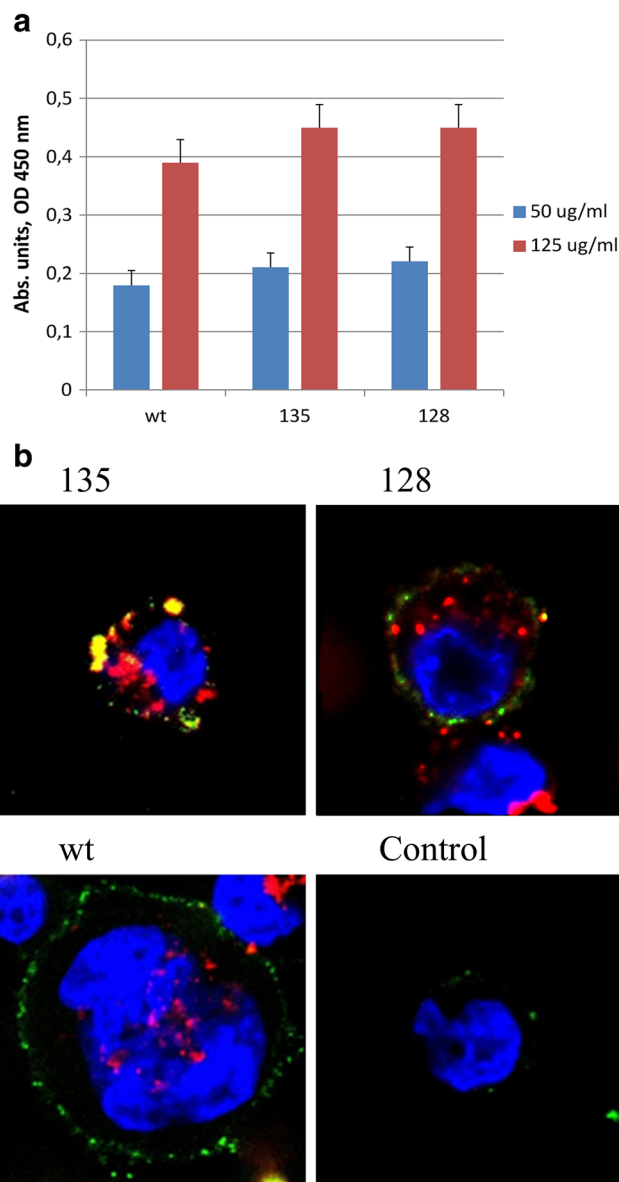 a
0,6
0,5
0,4
0,3
0,2
0,1
0
Abs. units, OD 450 nm
wt 135 128
50 ug/ml
125 ug/ml
b
135 128
wt Control